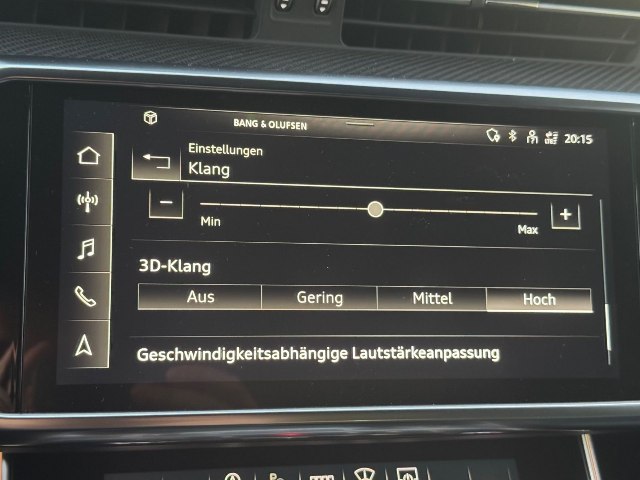 BANG & OLUFSEN
20:15
Einstellungen
Klang
Min
Max
3D-Klang
Aus Gering Mittel Hoch
Geschwindigkeitsabhängige Lautstärkeanpassung